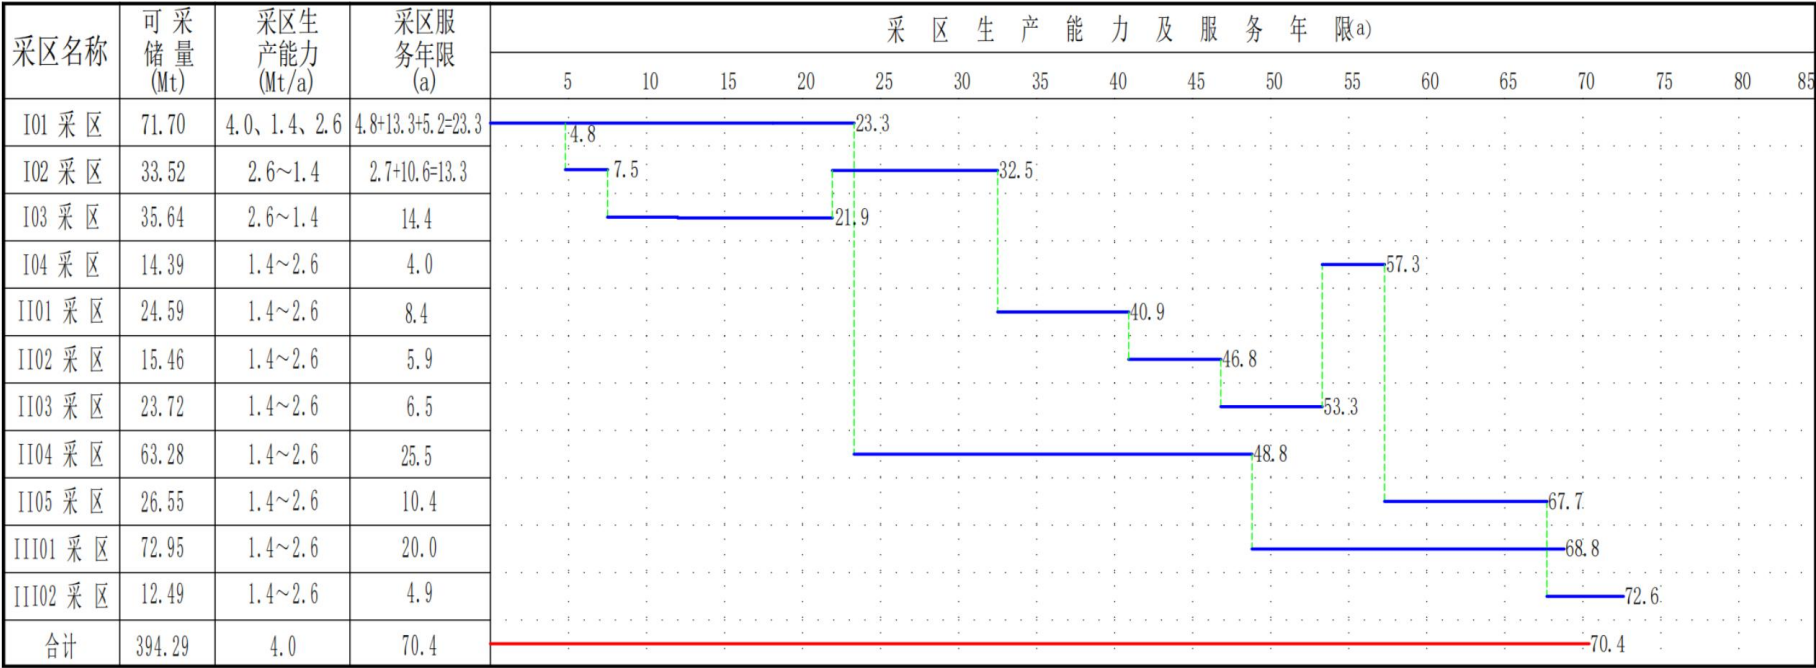 采区名称
可 采
储 量
(Mt)
采区生
产能力
(Mt/a)
采区服
务年限
(a)
采 区 生 产 能 力 及 服 务 年 限(a)
5 10 15 20 25 30 35 40 45 50 55 60 65 70 75 80 85
I01 采 区 71.70 4.0、1.4、2.6 4.8+13.3+5.2=23.3 23.3
4.8
I02 采 区 33.52 2.6~1.4 2.7+10.6=13.3 7.5 32.5
I03 采 区 35.64 2.6~1.4 14.4 21.9
I04 采 区 14.39 1.4~2.6 4.0 57.3
II01 采 区 24.59 1.4~2.6 8.4 40.9
II02 采 区 15.46 1.4~2.6 5.9 46.8
II03 采 区 23.72 1.4~2.6 6.5 53.3
II04 采 区 63.28 1.4~2.6 25.5 48.8
II05 采 区 26.55 1.4~2.6 10.4 67.7
III01 采 区 72.95 1.4~2.6 20.0 68.8
III02 采 区 12.49 1.4~2.6 4.9 72.6
合计 394.29 4.0 70.4 70.4